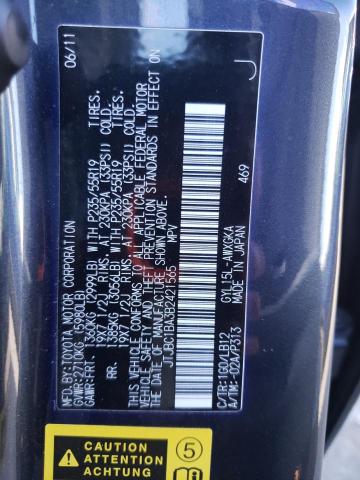 MFD.BY:TOYOTA MOTOR CORPORATION 06/11
GVWR:2710KG (5980LB)
GAWR:FRT. 1360KG (2999LB) WITH P235/55R19 TIRES,
19X7 1/2J RIMS, AT 230KPA (33PSI) COLD.
RR. 1385KG (3056LB) WITH P235/55R19 TIRES,
19X7 1/2J RIMS, AT 230KPA (33PSI) COLD.
THIS VEHICLE CONFORMS TO ALL APPLICABLE FEDERAL MOTOR
VEHICLE SAFETY AND THEFT PREVENTION STANDARDS IN EFFECT ON
THE DATE OF MANUFACTURE SHOWN ABOVE.
JTJBC1BA3B2421565 MPV
J
469
C/TR:1G0/LB12 GYL15L-AWXGKA
A/TM:-02A/P313 MADE IN JAPAN
CAUTION
ATTENTION
ACHTUNG
5